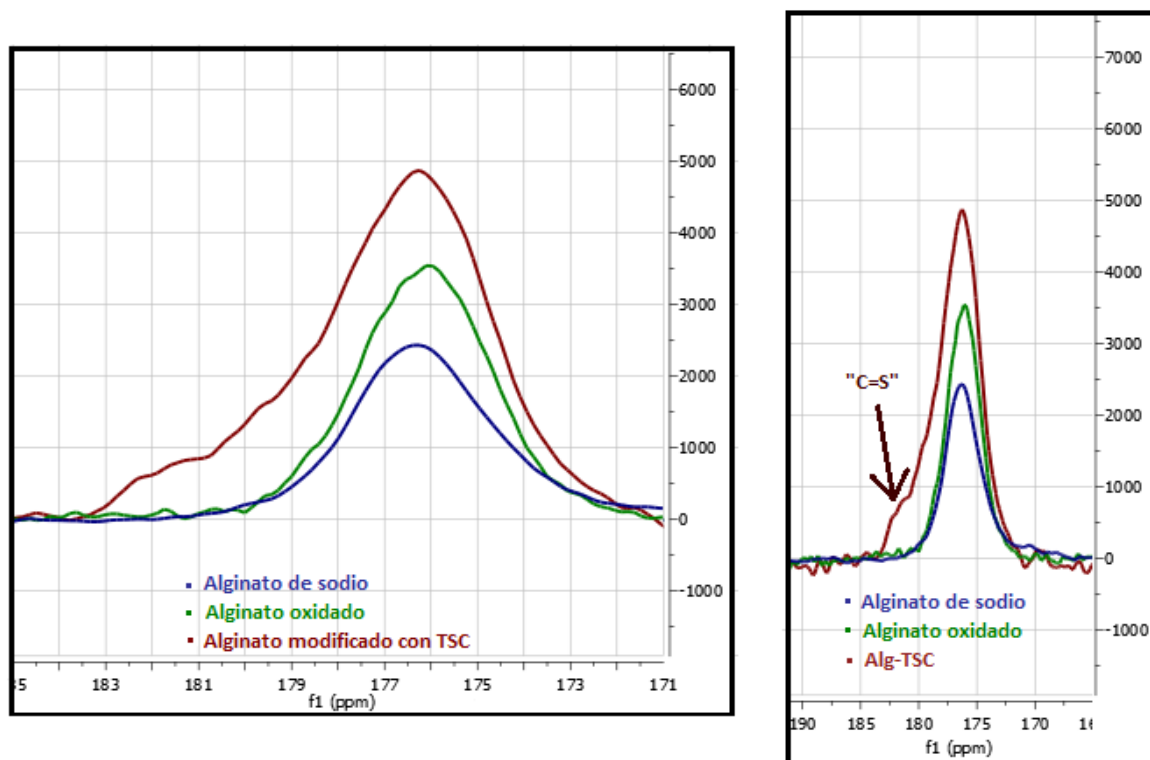 6000
5000
4000
3000
2000
1000
0
-1000
35 183 181 179 177 175 173 171
f1 (ppm)
Alginato de sodio
Alginato oxidado
Alginato modificado con TSC
7000
6000
5000
4000
3000
2000
1000
0
-1000
"C=S"
Alginato de sodio
Alginato oxidado
Alg-TSC
190 185 180 175 170
f1 (ppm)